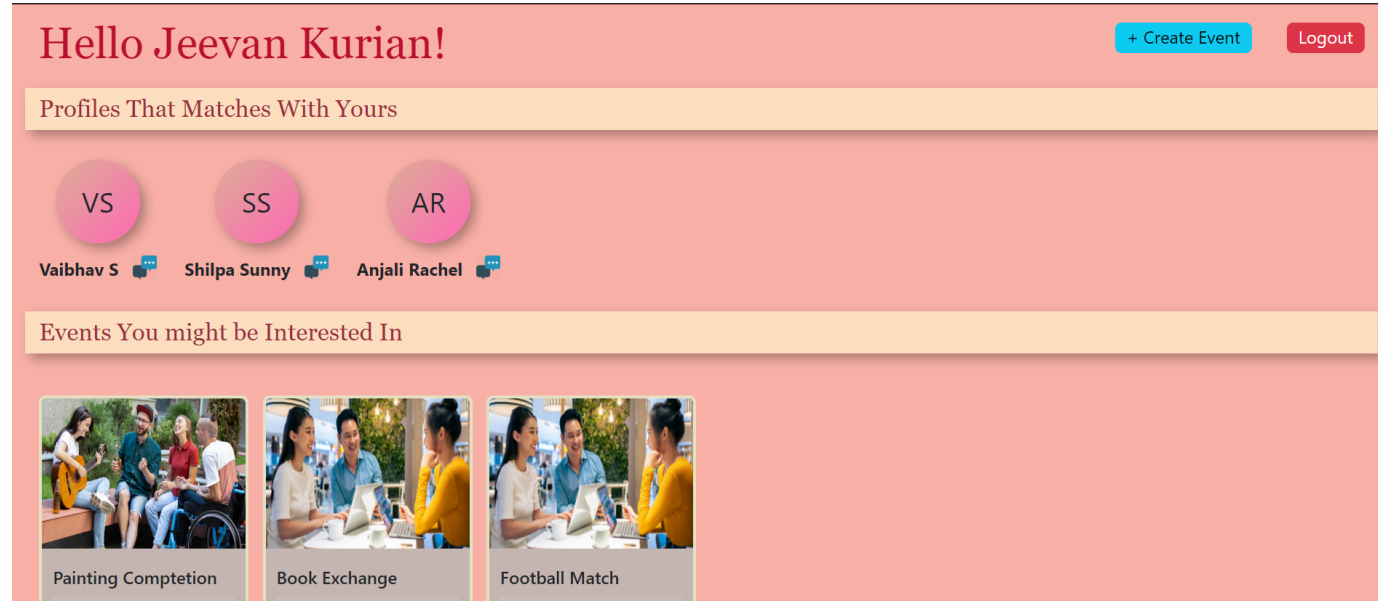 Hello Jeevan Kurian!
+ Create Event
Logout
Profiles That Matches With Yours
VS
SS
AR
Vaibhav S
Shilpa Sunny
Anjali Rachel
Events You might be Interested In
Painting Comptetion
Book Exchange
Football Match